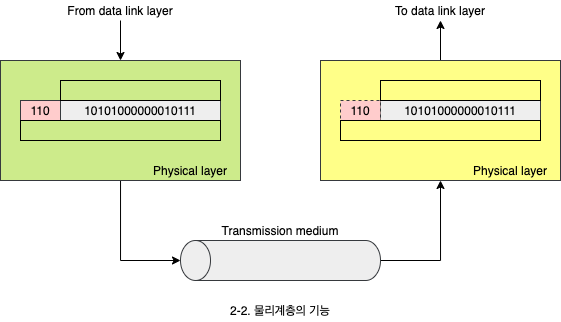 From data link layer
To data link layer
110
10101000000010111
110
10101000000010111
Physical layer
Physical layer
Transmission medium
2-2. 물리계층의 기능